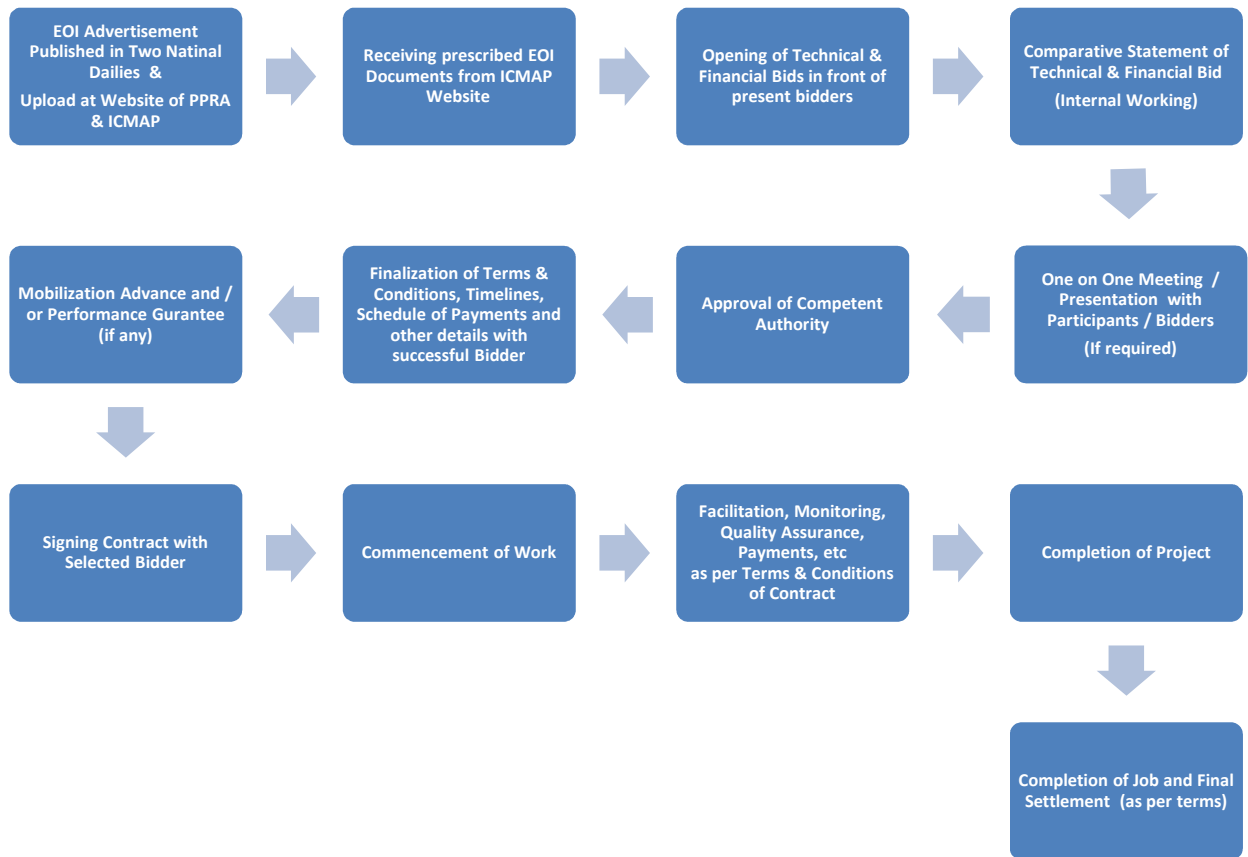 EOI Advertisement
Published in Two Natinal
Dailies &
Upload at Website of PPRA
& ICMAP
Receiving prescribed EOI
Documents from ICMAP
Website
Opening of Technical &
Financial Bids in front of
present bidders
Comparative Statement of
Technical & Financial Bid
(Internal Working)
One on One Meeting /
Presentation with
Participants / Bidders
(If required)
Approval of Competent
Authority
Finalization of Terms &
Conditions, Timelines,
Schedule of Payments and
other details with
successful Bidder
Mobilization Advance and /
or Performance Gurantee
(if any)
Signing Contract with
Selected Bidder
Commencement of Work
Facilitation, Monitoring,
Quality Assurance,
Payments, etc
as per Terms & Conditions
of Contract
Completion of Project
Completion of Job and Final
Settlement (as per terms)